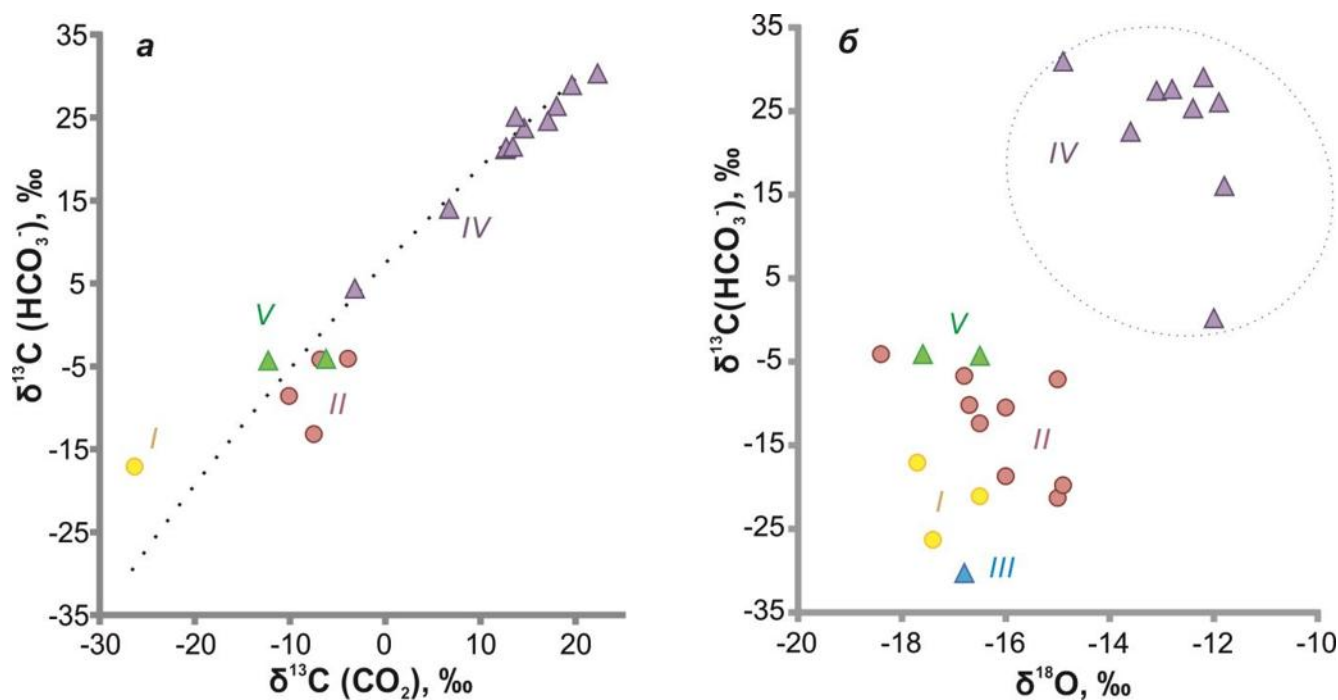 а
35
25
15
5
-5
-15
-25
-35
δ¹³C (HCO₃⁻), ‰
-30
-20
-10
0
10
20
δ¹³C (CO₂), ‰
I
II
IV
V
б
35
25
15
5
-5
-15
-25
-35
δ¹³C(HCO₃⁻), ‰
-20
-18
-16
-14
-12
-10
δ¹⁸O, ‰
IV
V
II
I
III